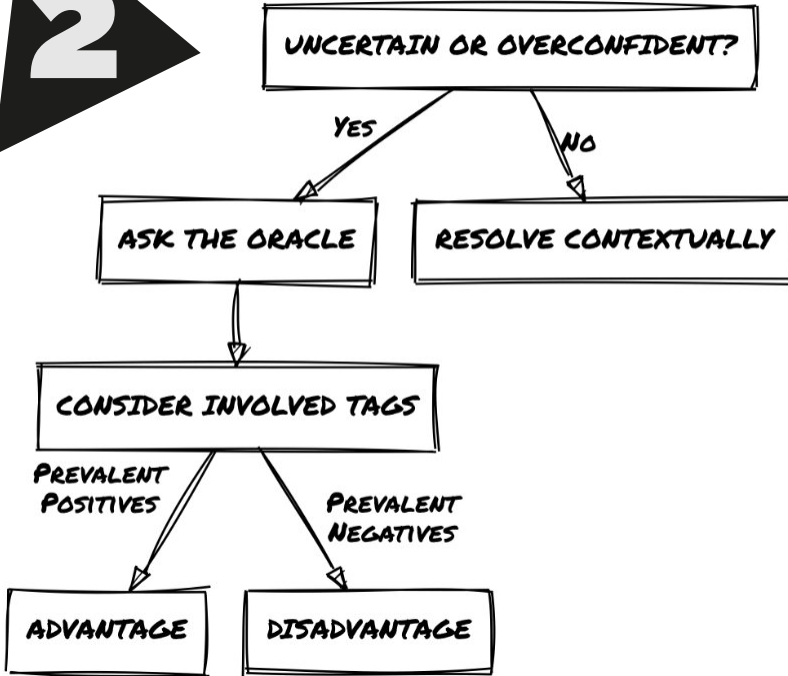 2
UNCERTAIN OR OVERCONFIDENT?
YES
NO
ASK THE ORACLE
RESOLVE CONTEXTUALLY
CONSIDER INVOLVED TAGS
PREVALENT
POSITIVES
PREVALENT
NEGATIVES
ADVANTAGE
DISADVANTAGE